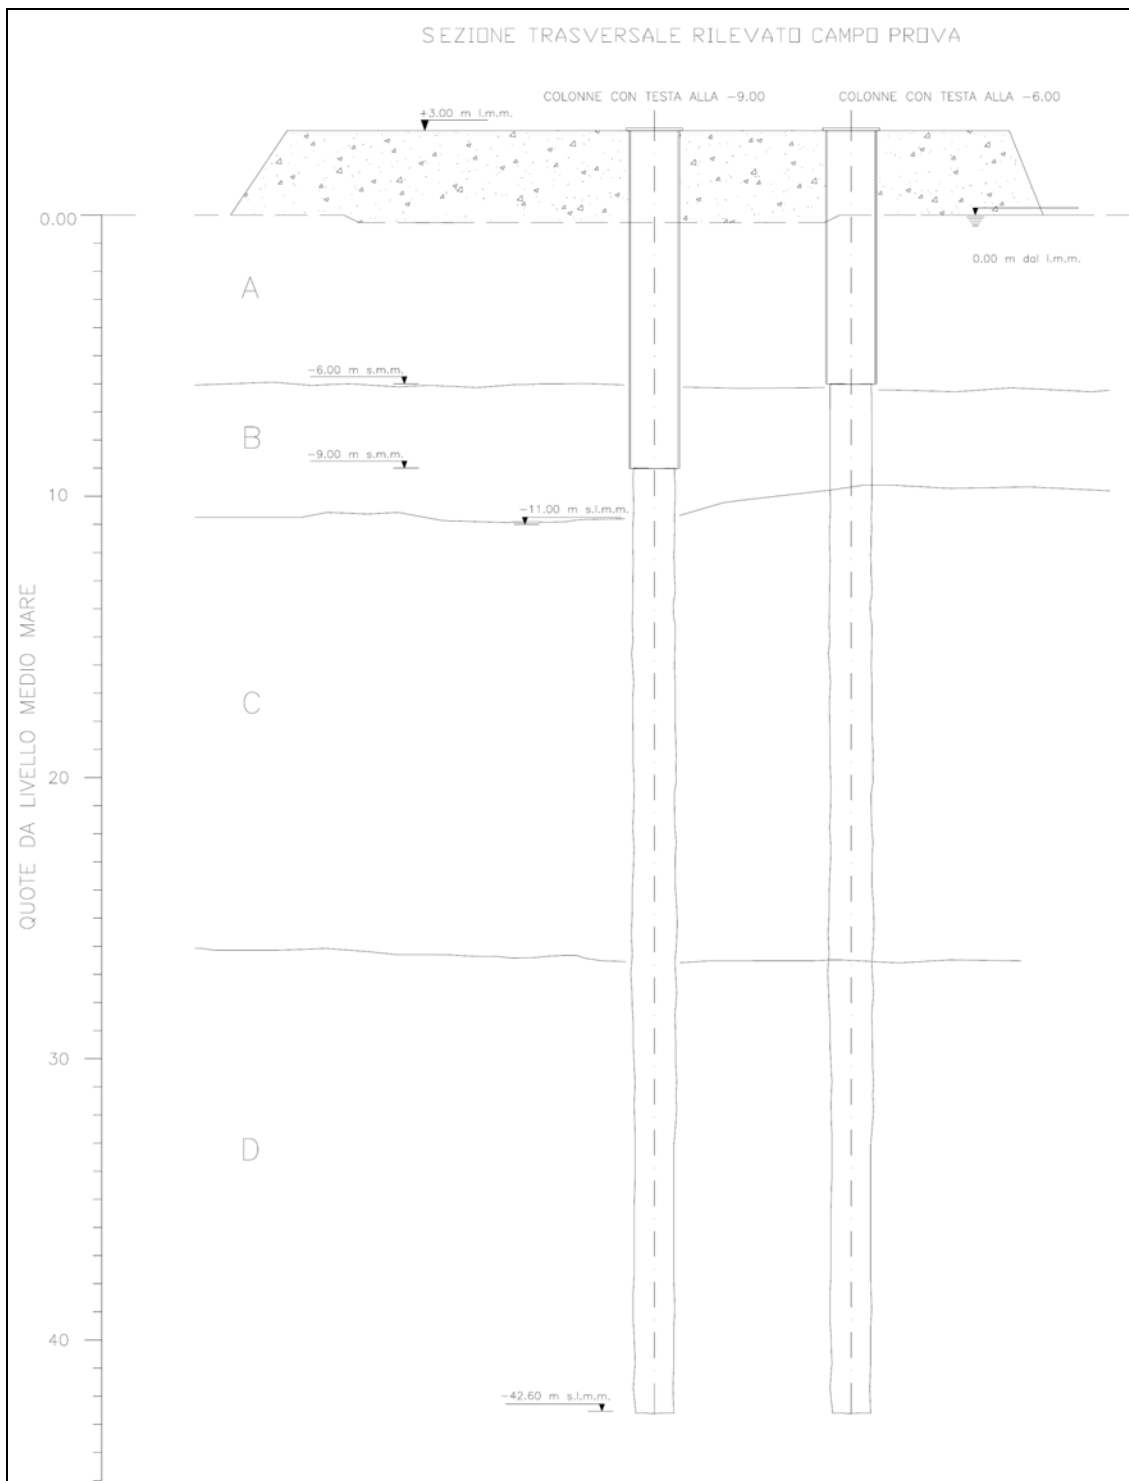 SEZIONE TRASVERSALE RILEVATO CAMPO PROVA
COLONNE CON TESTA ALLA -9.00
COLONNE CON TESTA ALLA -6.00
+3.00 m l.m.m.
0.00
0.00 m dal l.m.m.
A
-6.00 m s.m.m.
B
-9.00 m s.m.m.
10
-11.00 m s.l.m.m.
QUOTE DA LIVELLO MEDIO MARE
C
20
30
D
40
-42.60 m s.l.m.m.